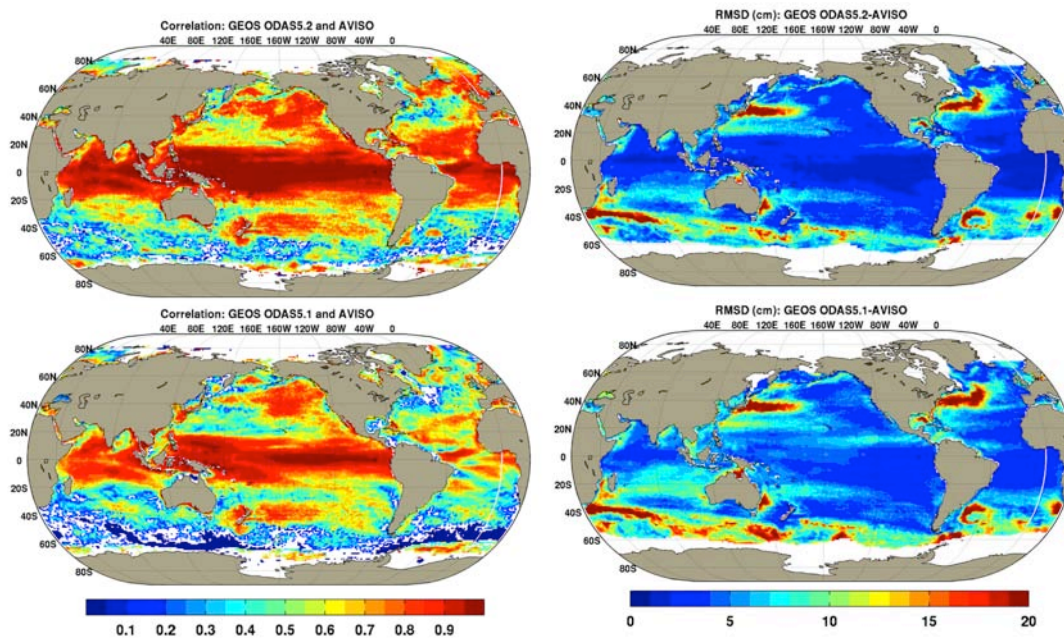 Correlation: GEOS ODAS5.2 and AVISO
40E 80E 120E 160E 160W 120W 80W 40W 0
60N
40N
20N
0
20S
40S
60S
80S
RMSD (cm): GEOS ODAS5.2-AVISO
40E 80E 120E 160E 160W 120W 80W 40W 0
60N
40N
20N
0
20S
40S
60S
80S
Correlation: GEOS ODAS5.1 and AVISO
40E 80E 120E 160E 160W 120W 80W 40W 0
80N
60N
40N
20N
0
20S
40S
60S
80S
RMSD (cm): GEOS ODAS5.1-AVISO
40E 80E 120E 160E 160W 120W 80W 40W 0
60N
40N
20N
0
20S
40S
60S
80S
0.1 0.2 0.3 0.4 0.5 0.6 0.7 0.8 0.9
0 5 10 15 20